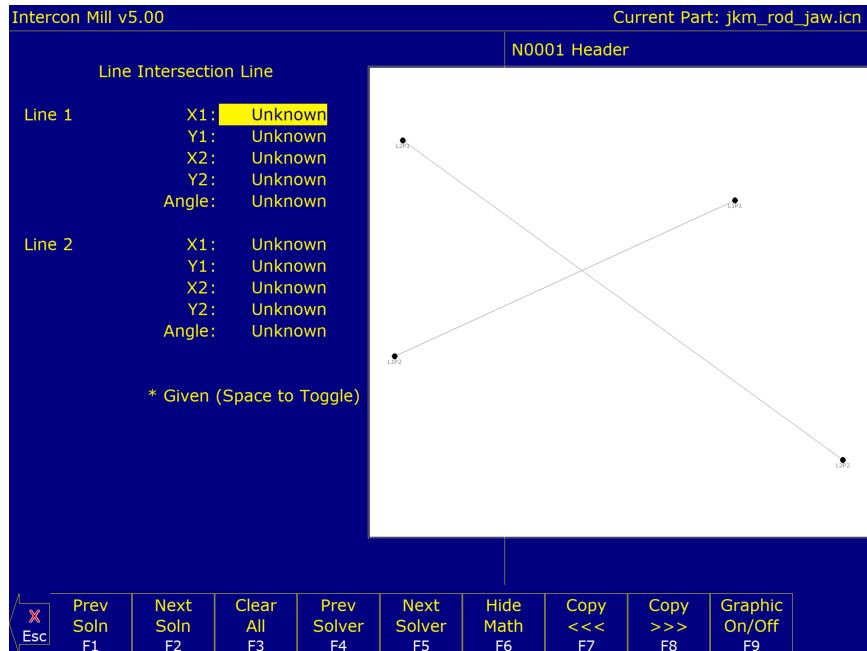 Intercon Mill v5.00 Current Part: jkm_rod_jaw.icn
N0001 Header
Line Intersection Line
Line 1 X1: Unknown
Y1: Unknown
X2: Unknown
Y2: Unknown
Angle: Unknown
Line 2 X1: Unknown
Y1: Unknown
X2: Unknown
Y2: Unknown
Angle: Unknown
* Given (Space to Toggle)
L2P1
L1P1
L1P2
L2P2
X Esc
Prev Soln F1
Next Soln F2
Clear All F3
Prev Solver F4
Next Solver F5
Hide Math F6
Copy <<< F7
Copy >>> F8
Graphic On/Off F9